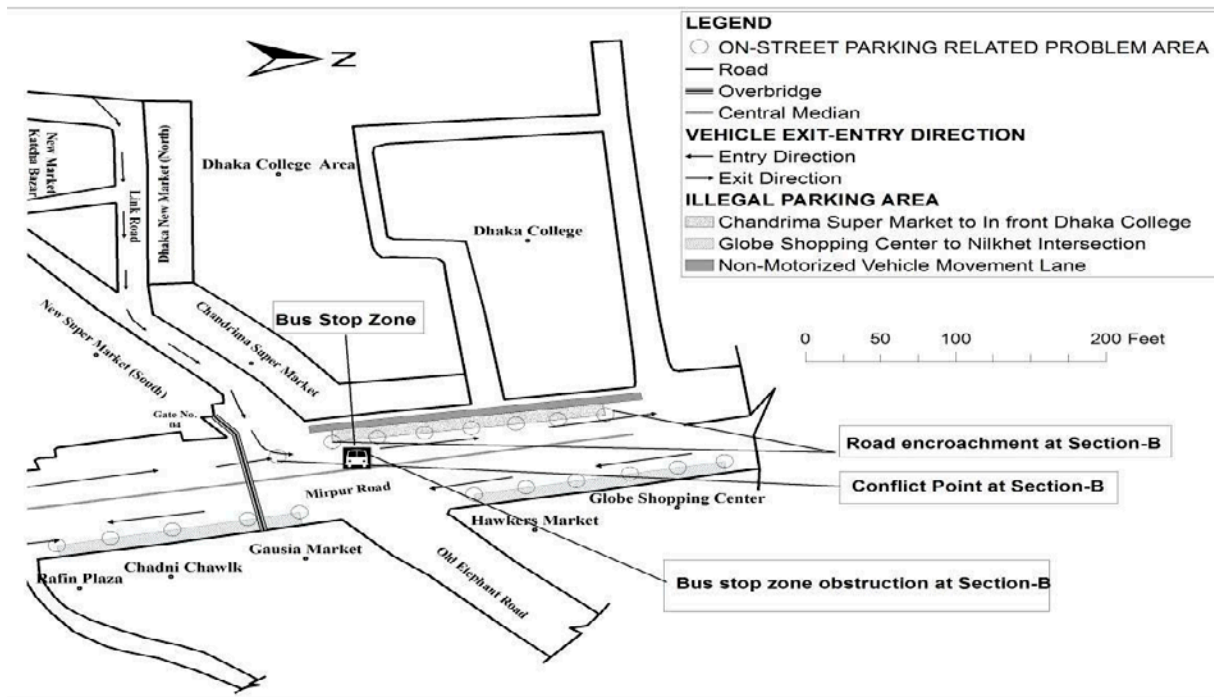 LEGEND
ON-STREET PARKING RELATED PROBLEM AREA
Road
Overbridge
Central Median
VEHICLE EXIT-ENTRY DIRECTION
Entry Direction
Exit Direction
ILLEGAL PARKING AREA
Chandrima Super Market to In front Dhaka College
Globe Shopping Center to Nilkhet Intersection
Non-Motorized Vehicle Movement Lane
N
New Market
Katcha Bazar
Link Road
Dhaka New Market (North)
Dhaka College Area
Dhaka College
New Super Market (South)
Chandrima Super Market
Bus Stop Zone
0 50 100 200 Feet
Gate No.
04
Road encroachment at Section-B
Conflict Point at Section-B
Mirpur Road
Globe Shopping Center
Hawkers Market
Gausia Market
Chadni Chawlk
Rafin Plaza
Old Elephant Road
Bus stop zone obstruction at Section-B